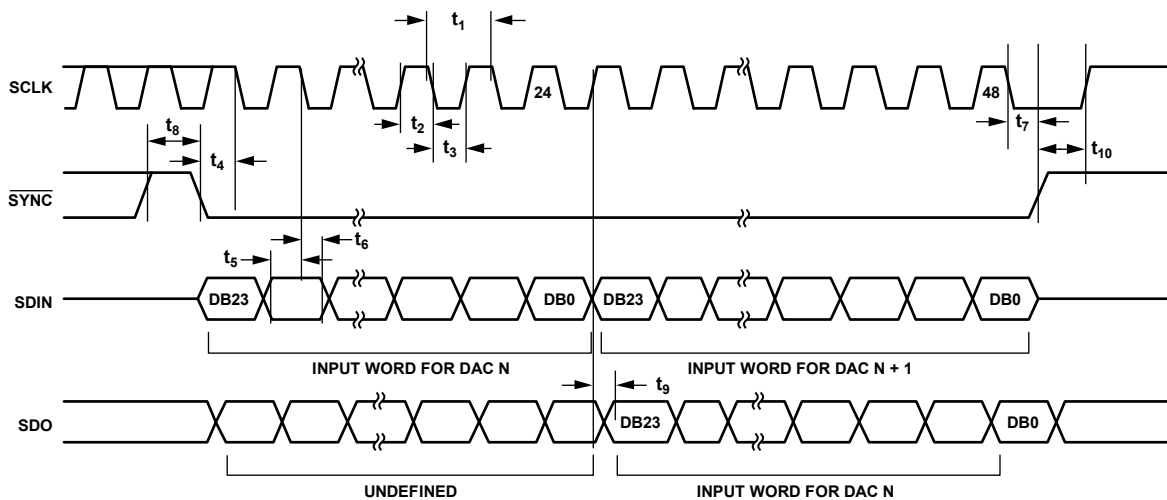 t1
SCLK
24
48
t2
t3
t7
t8
t4
t10
SYNC
t6
t5
SDIN
DB23
DB0
DB23
DB0
INPUT WORD FOR DAC N
INPUT WORD FOR DAC N + 1
t9
SDO
DB23
DB0
UNDEFINED
INPUT WORD FOR DAC N